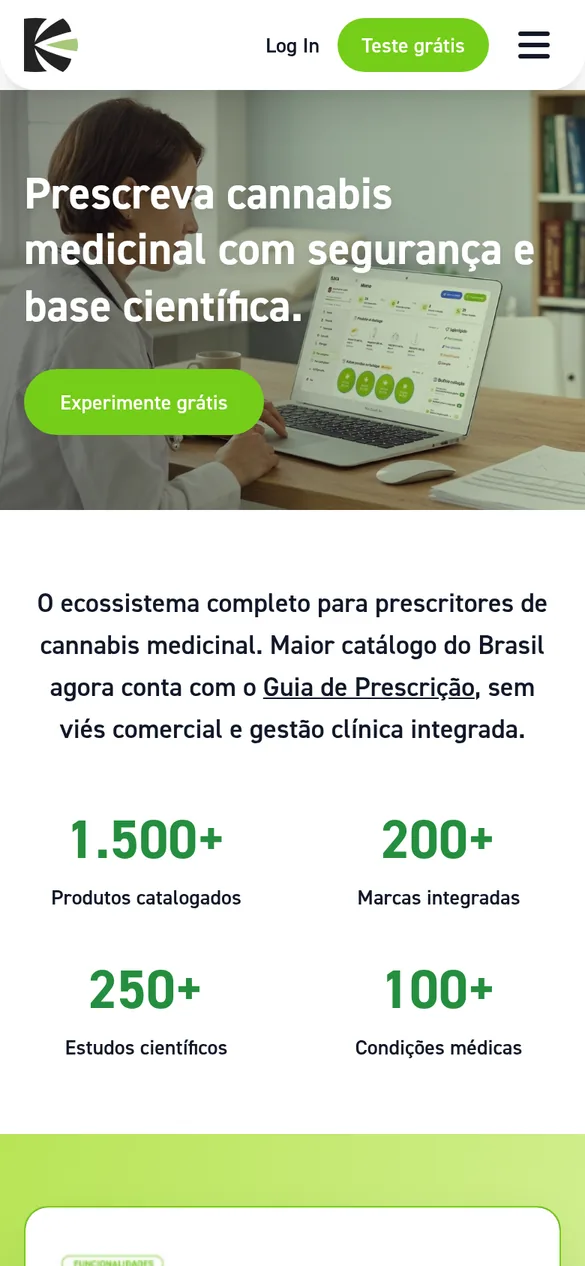 Log In
Teste grátis
Prescreva cannabis
medicinal com segurança e
base científica.
Experimente grátis
O ecossistema completo para prescritores de
cannabis medicinal. Maior catálogo do Brasil
agora conta com o Guia de Prescrição, sem
viés comercial e gestão clínica integrada.
1.500+
200+
Produtos catalogados
Marcas integradas
250+
100+
Estudos científicos
Condições médicas
FUNCIONALIDADES